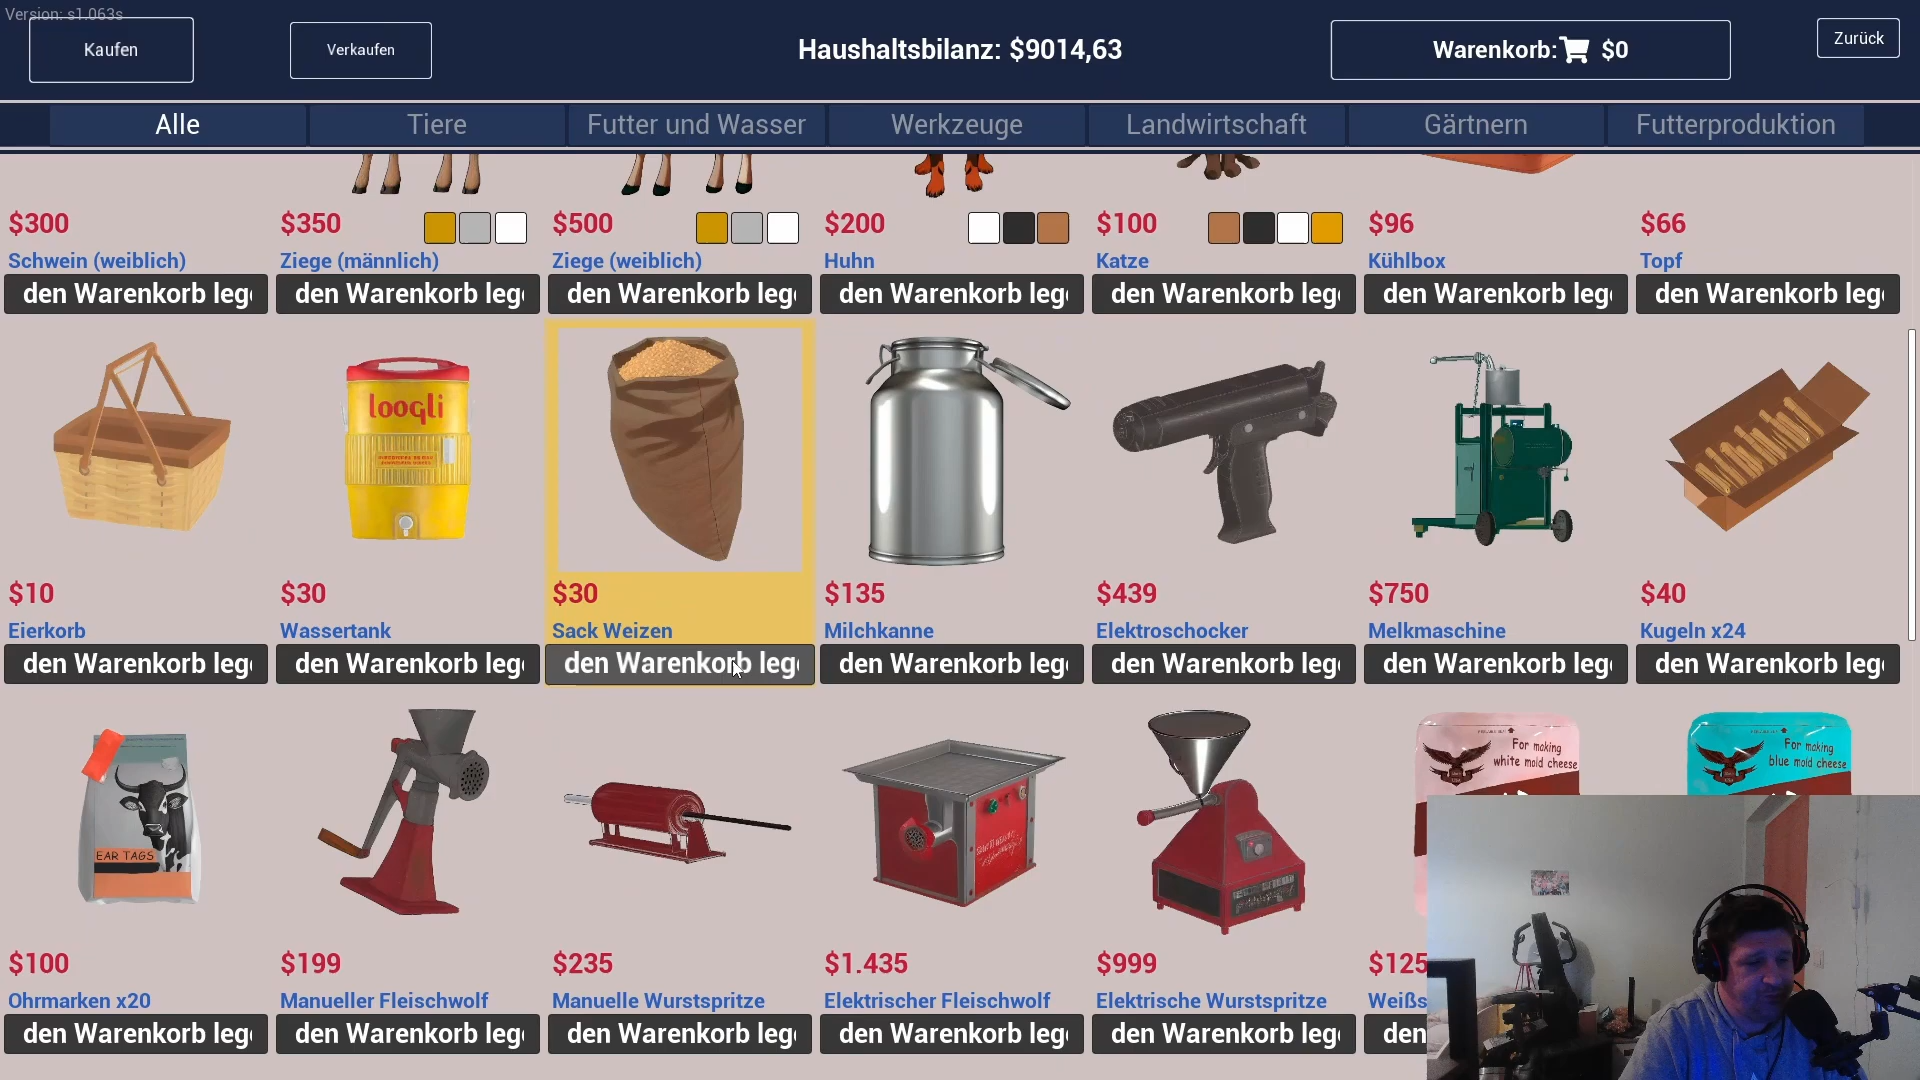 Version: s1.063s
Kaufen
Verkaufen
Haushaltsbilanz: $9014,63
Warenkorb: $0
Zurück
Alle
Tiere
Futter und Wasser
Werkzeuge
Landwirtschaft
Gärtnern
Futterproduktion
$300
$350
$500
$200
$100
$96
$66
Schwein (weiblich)
Ziege (männlich)
Ziege (weiblich)
Huhn
Katze
Kühlbox
Topf
den Warenkorb leg
den Warenkorb leg
den Warenkorb leg
den Warenkorb leg
den Warenkorb leg
den Warenkorb leg
den Warenkorb leg
loogli
$10
$30
$30
$135
$439
$750
$40
Eierkorb
Wassertank
Sack Weizen
Milchkanne
Elektroschocker
Melkmaschine
Kugeln x24
den Warenkorb leg
den Warenkorb leg
den Warenkorb leg
den Warenkorb leg
den Warenkorb leg
den Warenkorb leg
den Warenkorb leg
EAR TAGS
For making
white mold cheese
For making
blue mold cheese
$100
$199
$235
$1.435
$999
$125
Ohrmarken x20
Manueller Fleischwolf
Manuelle Wurstspritze
Elektrischer Fleischwolf
Elektrische Wurstspritze
Weißs
den Warenkorb leg
den Warenkorb leg
den Warenkorb leg
den Warenkorb leg
den Warenkorb leg
den